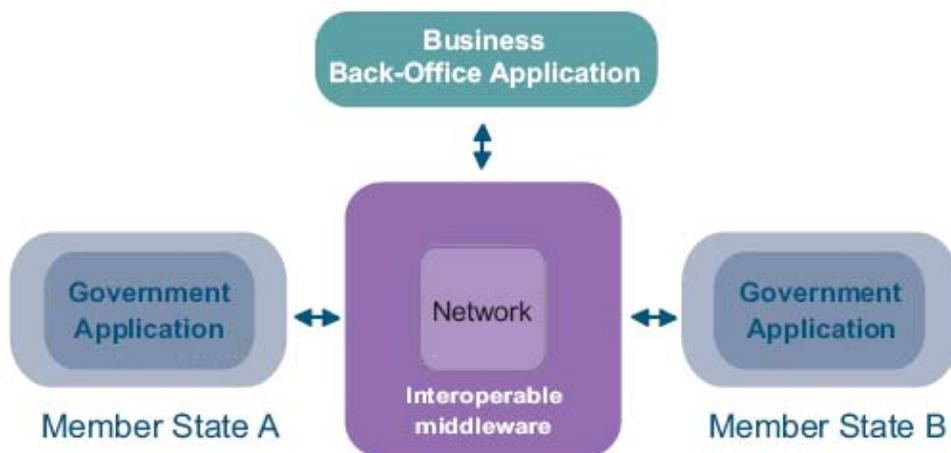 Business
Back-Office Application
Government
Application
Member State A
Network
Interoperable
middleware
Government
Application
Member State B